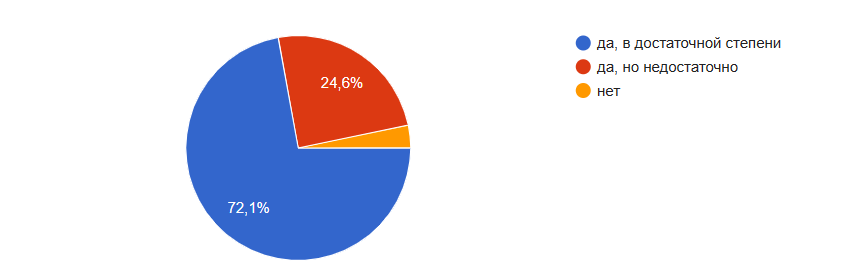 да, в достаточной степени
да, но недостаточно
нет
24,6%
72,1%